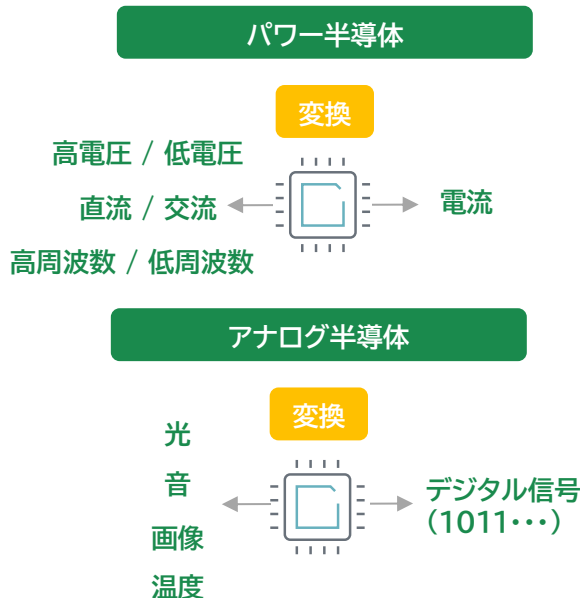 パワー半導体
変換
高電圧 / 低電圧
直流 / 交流
電流
高周波数 / 低周波数
アナログ半導体
変換
光
音
画像
温度
デジタル信号
(1011･･･)